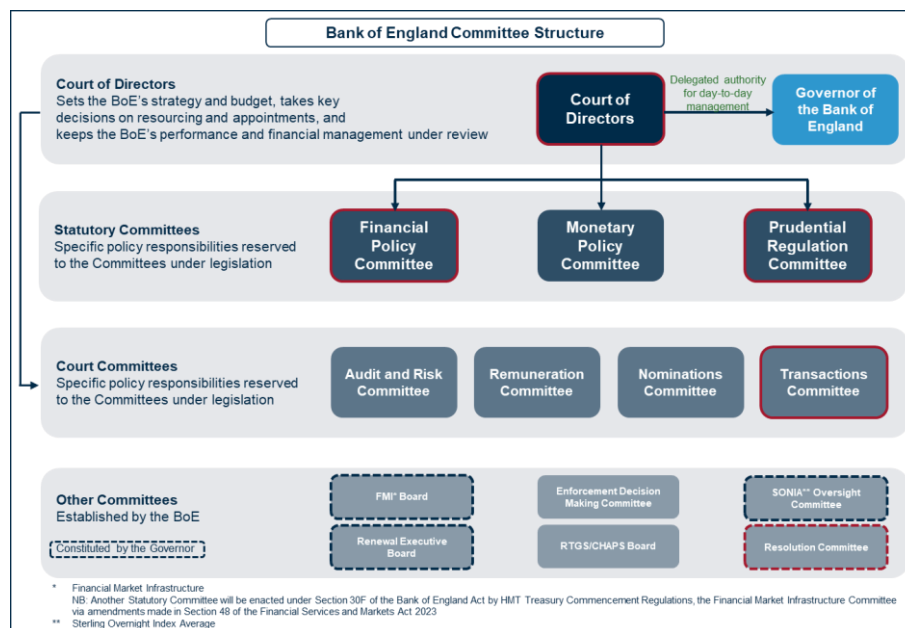 Bank of England Committee Structure
Court of Directors
Sets the BoE's strategy and budget, takes key
decisions on resourcing and appointments, and
keeps the BoE's performance and financial management under review
Court of
Directors
Delegated authority
for day-to-day
management
Governor of
the Bank of
England
Statutory Committees
Specific policy responsibilities reserved
to the Committees under legislation
Financial
Policy
Committee
Monetary
Policy
Committee
Prudential
Regulation
Committee
Court Committees
Specific policy responsibilities reserved
to the Committees under legislation
Audit and Risk
Committee
Remuneration
Committee
Nominations
Committee
Transactions
Committee
Other Committees
Established by the BoE
Constituted by the Governor
FMI* Board
Enforcement Decision
Making Committee
SONIA** Oversight
Committee
Renewal Executive
Board
RTGS/CHAPS Board
Resolution Committee
* Financial Market Infrastructure
NB: Another Statutory Committee will be enacted under Section 30F of the Bank of England Act by HMT Treasury Commencement Regulations, the Financial Market Infrastructure Committee
via amendments made in Section 48 of the Financial Services and Markets Act 2023
** Sterling Overnight Index Average